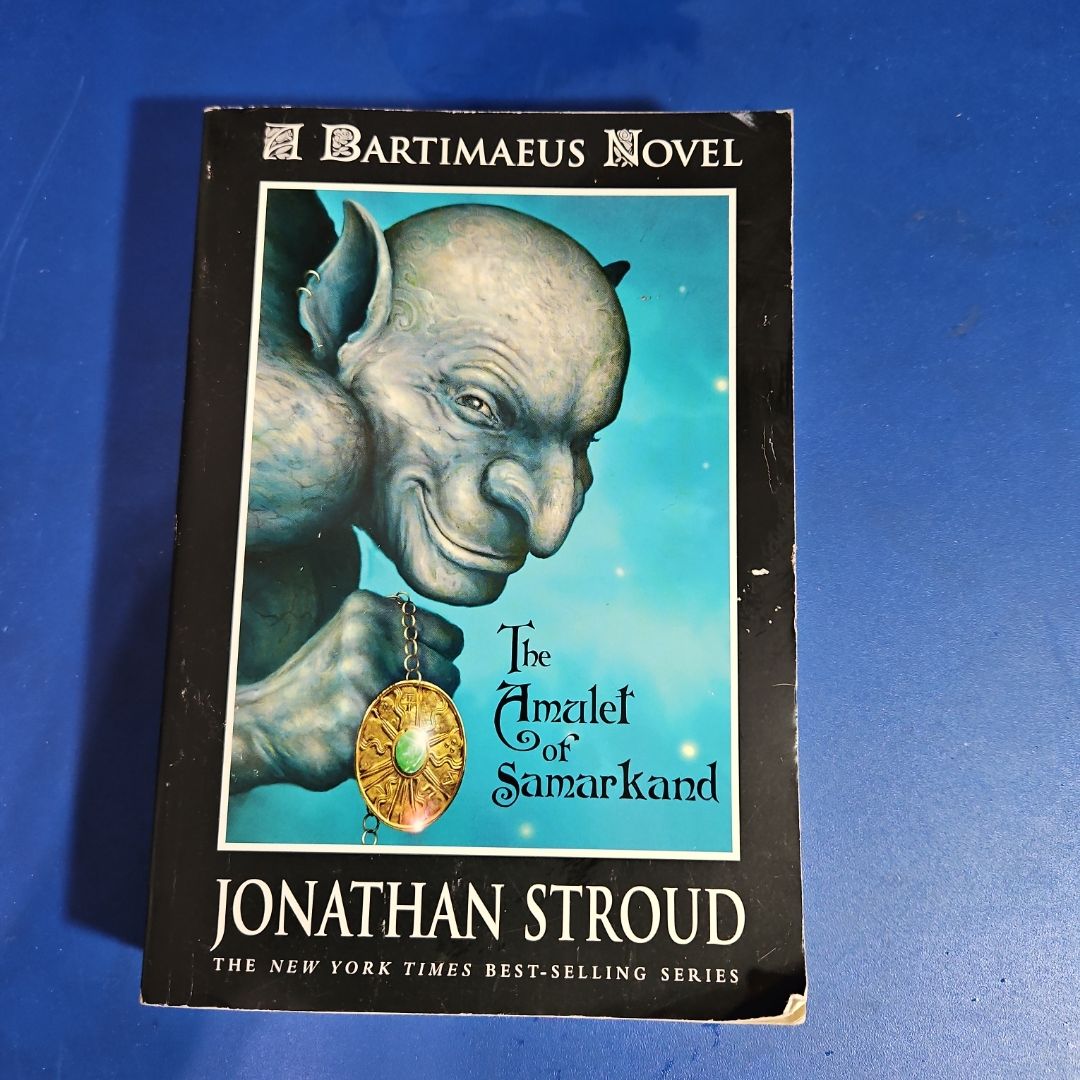 A BARTIMAEUS NOVEL
The
Amulet
of
Samarkand
JONATHAN STROUD
THE NEW YORK TIMES BEST-SELLING SERIES